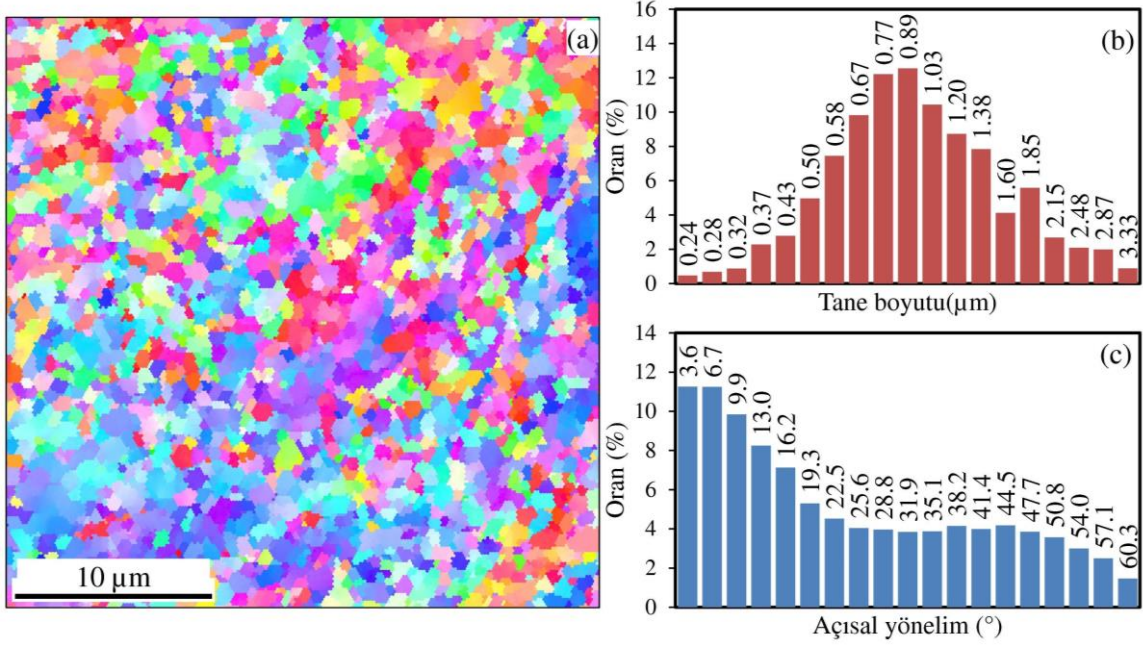 (a)
10 µm
(b)
Oran (%)
16
14
12
10
8
6
4
2
0
0.24 0.28 0.32 0.37 0.43 0.50 0.58 0.67 0.77 0.89 1.03 1.20 1.38 1.60 1.85 2.15 2.48 2.87 3.33
Tane boyutu(µm)
(c)
Oran (%)
14
12
10
8
6
4
2
0
3.6 6.7 9.9 13.0 16.2 19.3 22.5 25.6 28.8 31.9 35.1 38.2 41.4 44.5 47.7 50.8 54.0 57.1 60.3
Açısal yönelim (°)